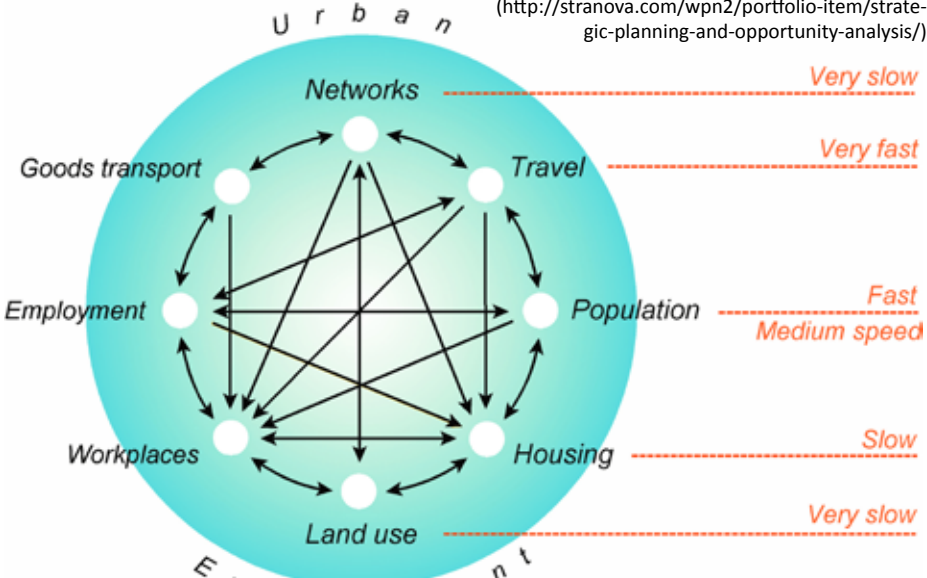 (http://stranova.com/wpn2/portfolio-item/strate-
gic-planning-and-opportunity-analysis/)
Urban
Networks
Very slow
Goods transport
Travel
Very fast
Employment
Population
Fast
Medium speed
Workplaces
Housing
Slow
Land use
Very slow